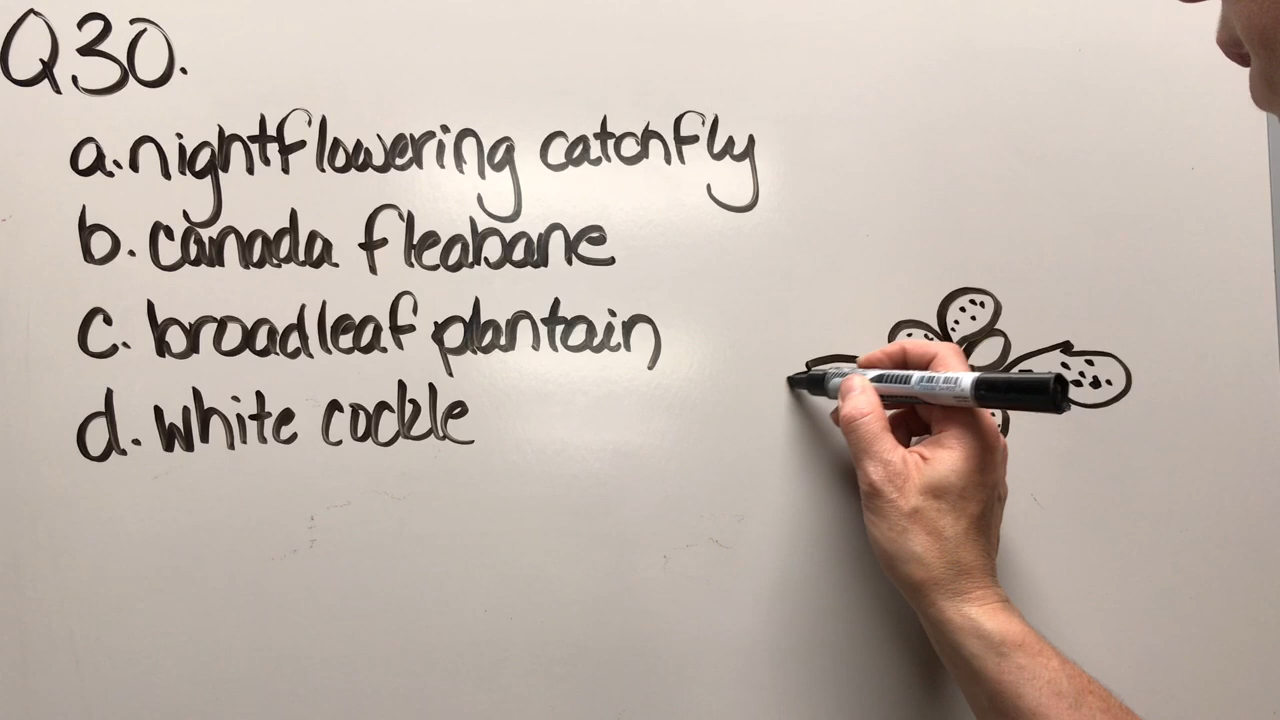 Q30.
a. nightflowering catchfly
b. canada fleabane
c. broadleaf plantain
d. white cockle